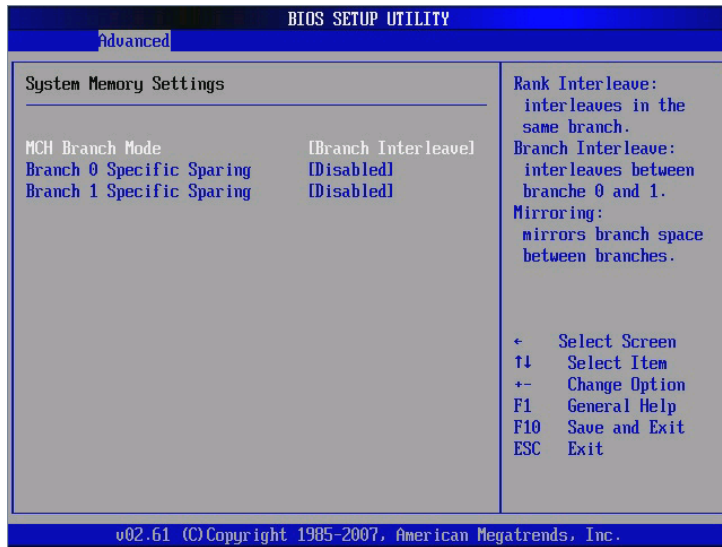 BIOS SETUP UTILITY
Advanced
System Memory Settings
MCH Branch Mode [Branch Interleave]
Branch 0 Specific Sparing [Disabled]
Branch 1 Specific Sparing [Disabled]
Rank Interleave:
interleaves in the
same branch.
Branch Interleave:
interleaves between
branche 0 and 1.
Mirroring:
mirrors branch space
between branches.
← Select Screen
↑↓ Select Item
+- Change Option
F1 General Help
F10 Save and Exit
ESC Exit
v02.61 (C)Copyright 1985-2007, American Megatrends, Inc.